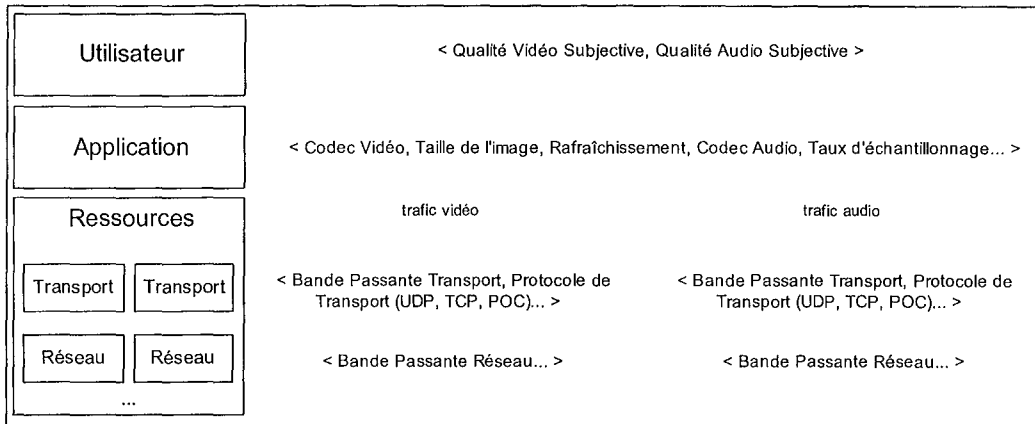 Utilisateur
< Qualité Vidéo Subjective, Qualité Audio Subjective >
Application
< Codec Vidéo, Taille de l'image, Rafraîchissement, Codec Audio, Taux d'échantillonnage... >
Ressources
trafic vidéo
trafic audio
Transport
Transport
< Bande Passante Transport, Protocole de
Transport (UDP, TCP, POC)... >
< Bande Passante Transport, Protocole de
Transport (UDP, TCP, POC)... >
Réseau
Réseau
< Bande Passante Réseau... >
< Bande Passante Réseau... >
...